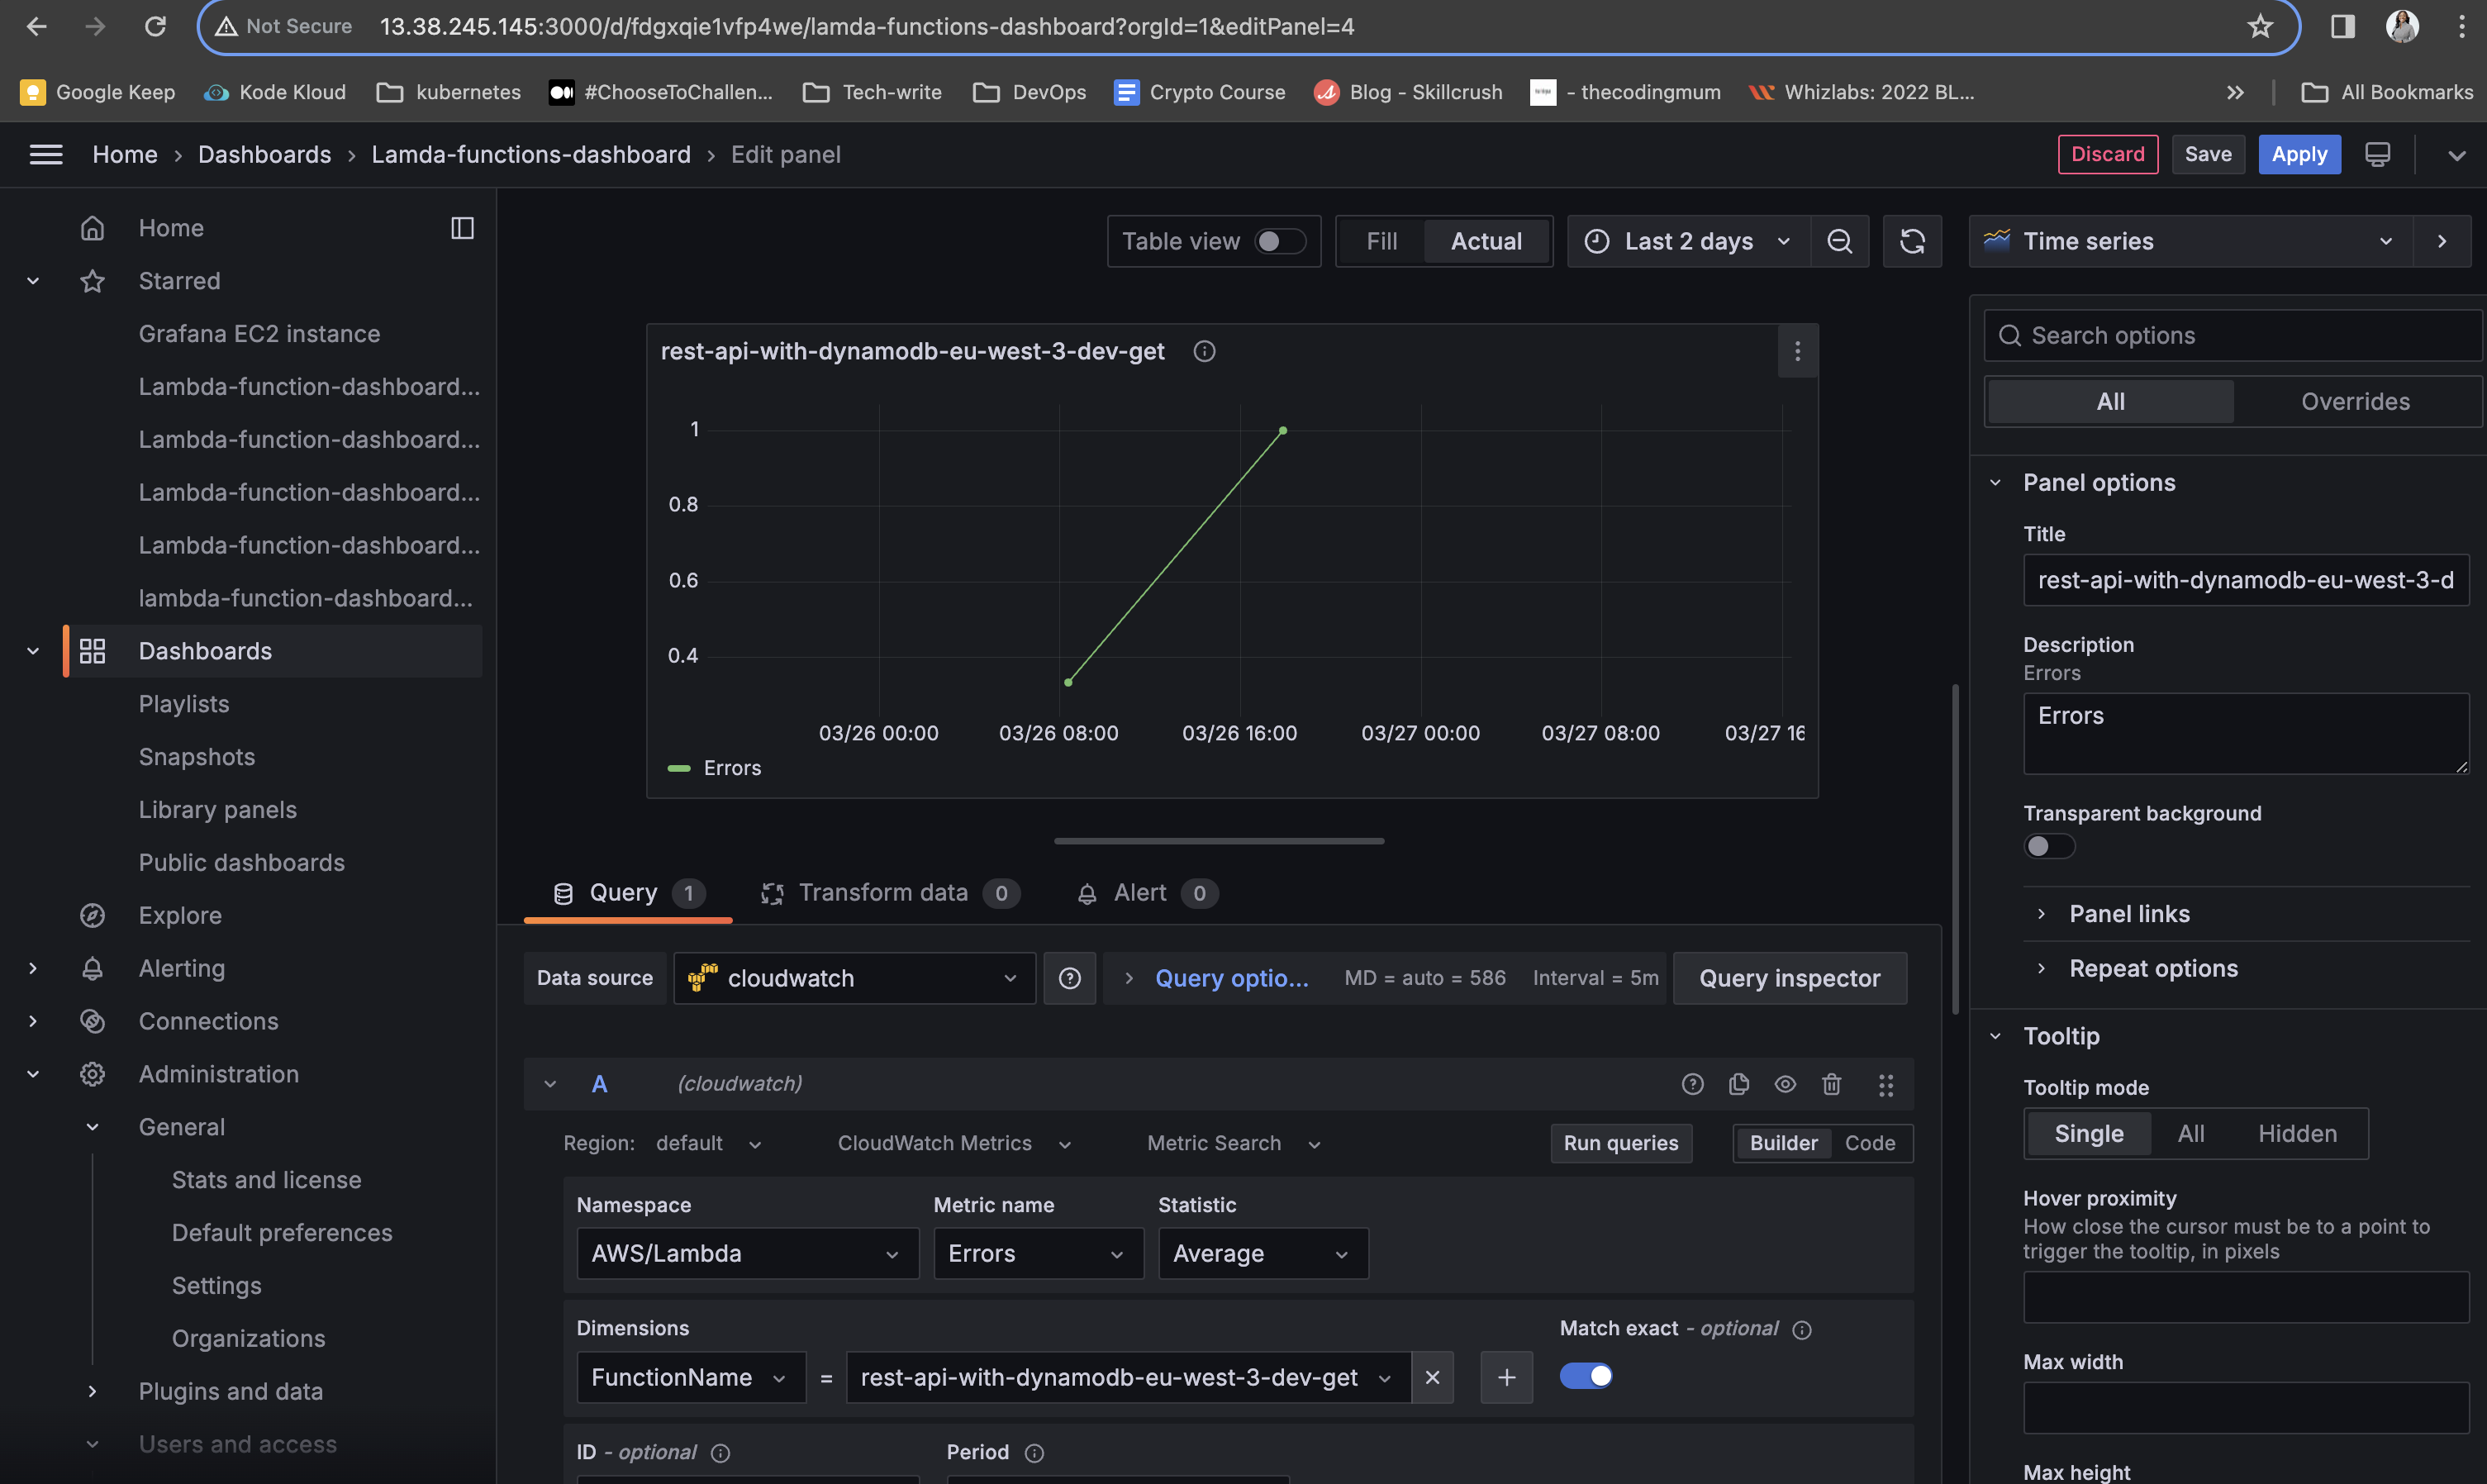 Not Secure 13.38.245.145:3000/d/fdgxqie1vfp4we/lamda-functions-dashboard?orgId=1&editPanel=4
Google Keep Kode Kloud kubernetes #ChooseToChallen... Tech-write DevOps Crypto Course Blog - Skillcrush - thecodingmum Whizlabs: 2022 BL... » All Bookmarks
Home › Dashboards › Lamda-functions-dashboard › Edit panel Discard Save Apply
Home
Starred
Grafana EC2 instance
Lambda-function-dashboard...
Lambda-function-dashboard...
Lambda-function-dashboard...
Lambda-function-dashboard...
lambda-function-dashboard...
Dashboards
Playlists
Snapshots
Library panels
Public dashboards
Explore
Alerting
Connections
Administration
General
Stats and license
Default preferences
Settings
Organizations
Plugins and data
Users and access
Table view Fill Actual Last 2 days
rest-api-with-dynamodb-eu-west-3-dev-get
1
0.8
0.6
0.4
03/26 00:00 03/26 08:00 03/26 16:00 03/27 00:00 03/27 08:00 03/27 16
Errors
Query 1 Transform data 0 Alert 0
Data source cloudwatch Query optio... MD = auto = 586 Interval = 5m Query inspector
A (cloudwatch)
Region: default CloudWatch Metrics Metric Search Run queries Builder Code
Namespace Metric name Statistic
AWS/Lambda Errors Average
Dimensions Match exact - optional
FunctionName = rest-api-with-dynamodb-eu-west-3-dev-get
ID - optional Period
Time series
Search options
All Overrides
Panel options
Title
rest-api-with-dynamodb-eu-west-3-d
Description
Errors
Errors
Transparent background
Panel links
Repeat options
Tooltip
Tooltip mode
Single All Hidden
Hover proximity
How close the cursor must be to a point to
trigger the tooltip, in pixels
Max width
Max height